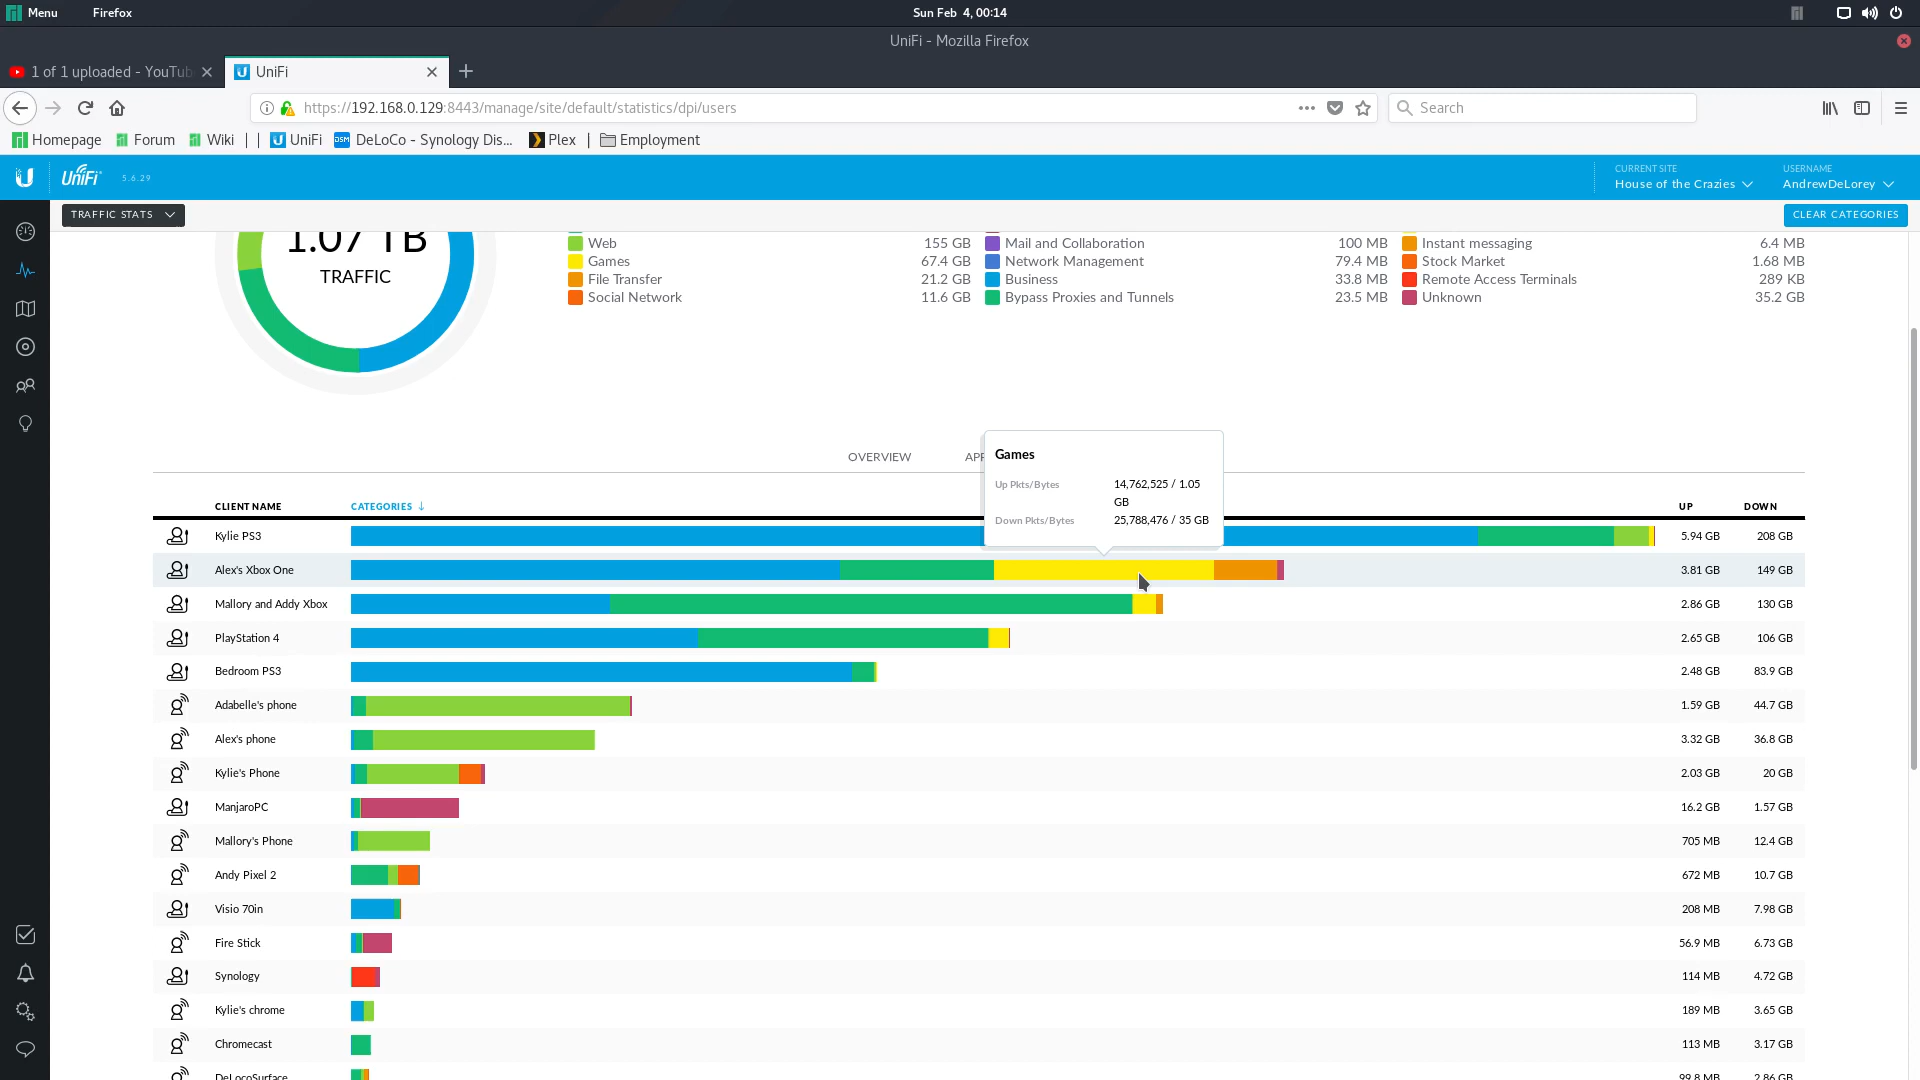 Menu Firefox Sun Feb 4, 00:14
UniFi - Mozilla Firefox
1 of 1 uploaded - YouTub UniFi
https://192.168.0.129:8443/manage/site/default/statistics/dpi/users Search
Homepage Forum Wiki | | UniFi DSM DeLoCo - Synology Dis... Plex | Employment
UniFi 5.6.29 CURRENT SITE USERNAME
House of the Crazies AndrewDeLorey
TRAFFIC STATS CLEAR CATEGORIES
1.07 TB
TRAFFIC
Web 155 GB Mail and Collaboration 100 MB Instant messaging 6.4 MB
Games 67.4 GB Network Management 79.4 MB Stock Market 1.68 MB
File Transfer 21.2 GB Business 33.8 MB Remote Access Terminals 289 KB
Social Network 11.6 GB Bypass Proxies and Tunnels 23.5 MB Unknown 35.2 GB
OVERVIEW APP
Games
Up Pkts/Bytes 14,762,525 / 1.05 GB
Down Pkts/Bytes 25,788,476 / 35 GB
CLIENT NAME CATEGORIES ↓ UP DOWN
Kylie PS3 5.94 GB 208 GB
Alex's Xbox One 3.81 GB 149 GB
Mallory and Addy Xbox 2.86 GB 130 GB
PlayStation 4 2.65 GB 106 GB
Bedroom PS3 2.48 GB 83.9 GB
Adabelle's phone 1.59 GB 44.7 GB
Alex's phone 3.32 GB 36.8 GB
Kylie's Phone 2.03 GB 20 GB
ManjaroPC 16.2 GB 1.57 GB
Mallory's Phone 705 MB 12.4 GB
Andy Pixel 2 672 MB 10.7 GB
Visio 70in 208 MB 7.98 GB
Fire Stick 56.9 MB 6.73 GB
Synology 114 MB 4.72 GB
Kylie's chrome 189 MB 3.65 GB
Chromecast 113 MB 3.17 GB
DeLocoSurface 99.8 MB 2.86 GB